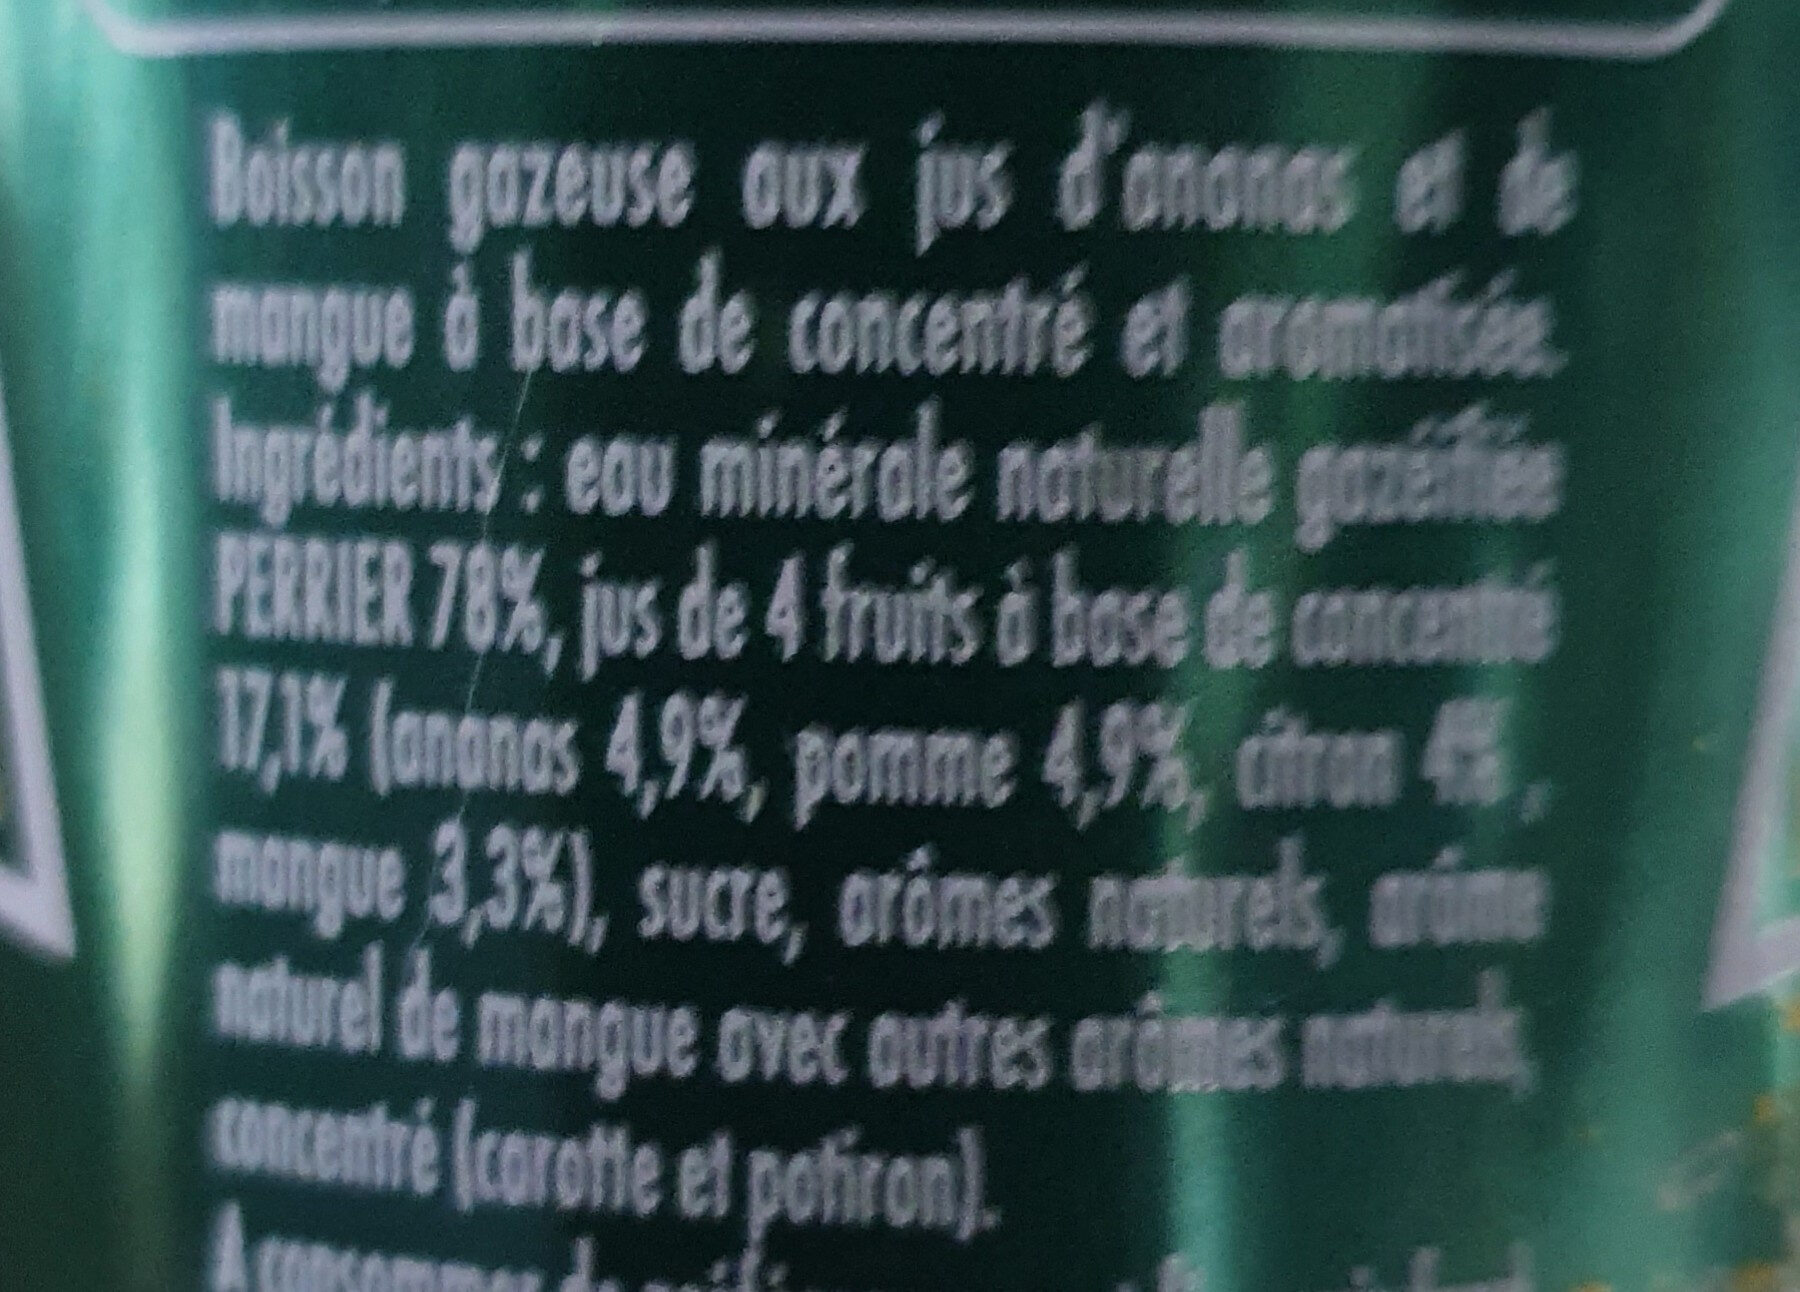 Boisson gazeuse aux jus d'ananas et de
mangue à base de concentré et aromatisée.
Ingrédients : eau minérale naturelle gazéifiée
PERRIER 78%, jus de 4 fruits à base de concentré
17,1% (ananas 4,9%, pomme 4,9%, citron 4%,
mangue 3,3%), sucre, arômes naturels, arôme
naturel de mangue avec autres arômes naturels,
concentré (carotte et potiron).
A consommer de